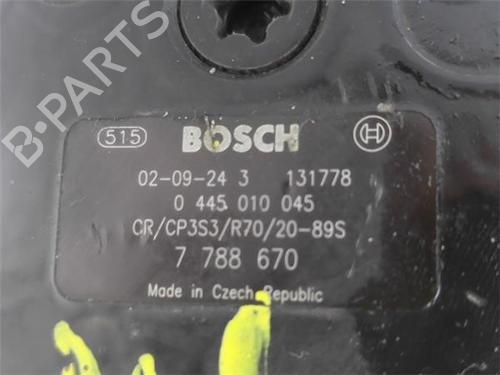 B-PARTS
515 BOSCH
02-09-24 3 131778
0 445 010 045
CR/CP3S3/R70/20-89S
7 788 670
Made in Czech Republic